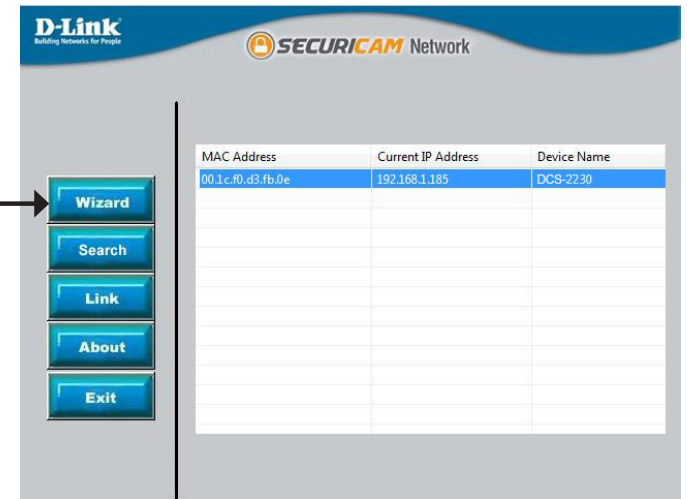 D-Link
Building Networks for People
SECURICAM Network
MAC Address Current IP Address Device Name
00.1c.f0.d3.fb.0e 192.168.1.185 DCS-2230
Wizard
Search
Link
About
Exit